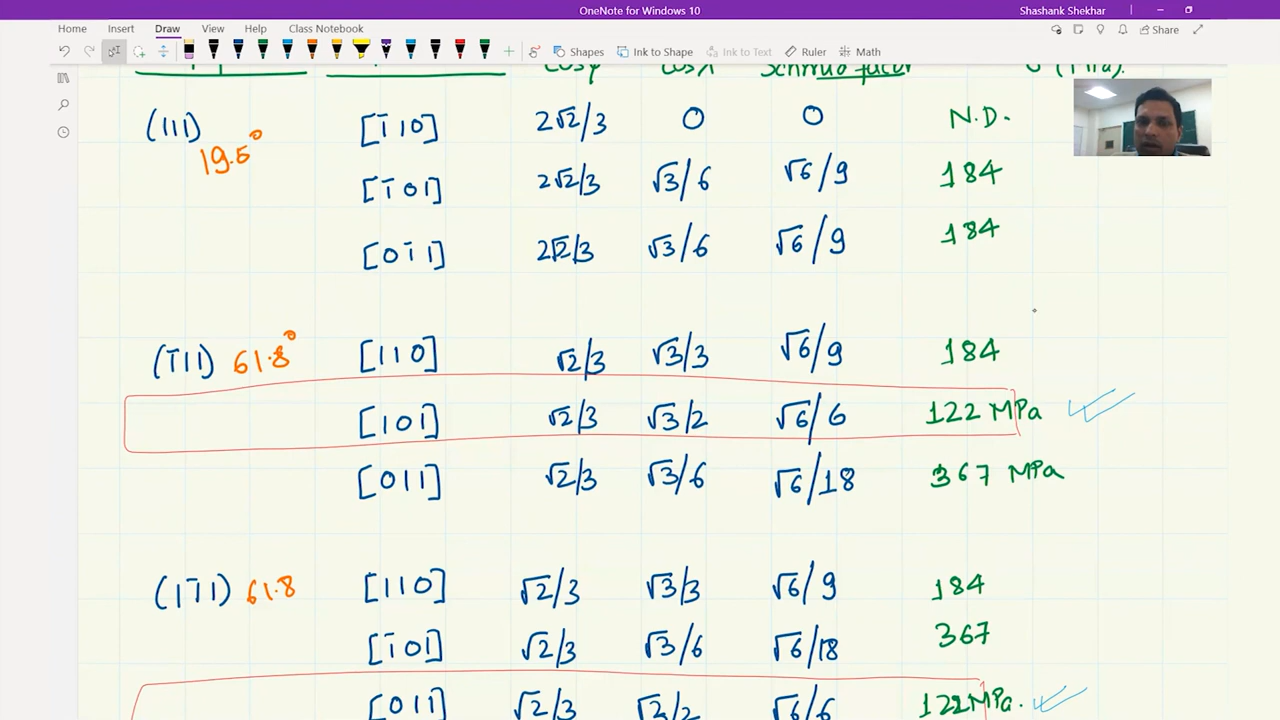 OneNote for Windows 10
Shashank Shekhar
Home Insert Draw View Help Class Notebook
Share
Shapes Ink to Shape Ink to Text Ruler Math
cosφ cosλ Schmid factor
(111) [1̄10] 2√2/3 0 0 N.D.
19.5°
[1̄01] 2√2/3 √3/6 √6/9 184
[01̄1] 2√2/3 √3/6 √6/9 184
(1̄11) 61.8° [110] √2/3 √3/3 √6/9 184
[101] √2/3 √3/2 √6/6 122 MPa
[011] √2/3 √3/6 √6/18 367 MPa
(11̄1) 61.8 [110] √2/3 √3/3 √6/9 184
[1̄01] √2/3 √3/6 √6/18 367
[011] √2/3 √3/2 √6/6 122 MPa.